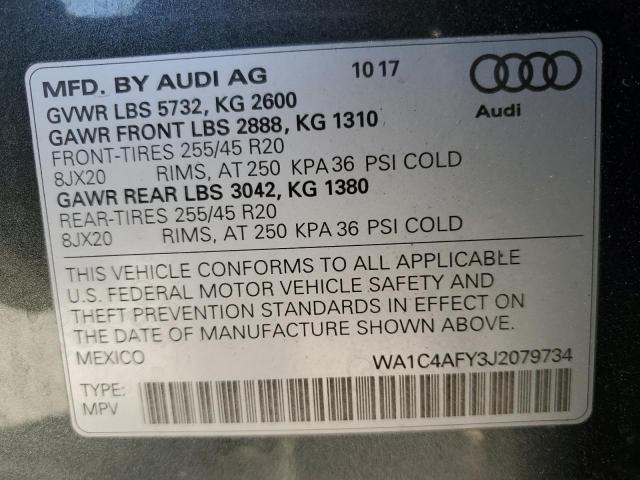 MFD. BY AUDI AG 10 17
GVWR LBS 5732, KG 2600
GAWR FRONT LBS 2888, KG 1310
FRONT-TIRES 255/45 R20
8JX20 RIMS, AT 250 KPA 36 PSI COLD
GAWR REAR LBS 3042, KG 1380
REAR-TIRES 255/45 R20
8JX20 RIMS, AT 250 KPA 36 PSI COLD
Audi
THIS VEHICLE CONFORMS TO ALL APPLICABLE
U.S. FEDERAL MOTOR VEHICLE SAFETY AND
THEFT PREVENTION STANDARDS IN EFFECT ON
THE DATE OF MANUFACTURE SHOWN ABOVE.
MEXICO WA1C4AFY3J2079734
TYPE:
MPV